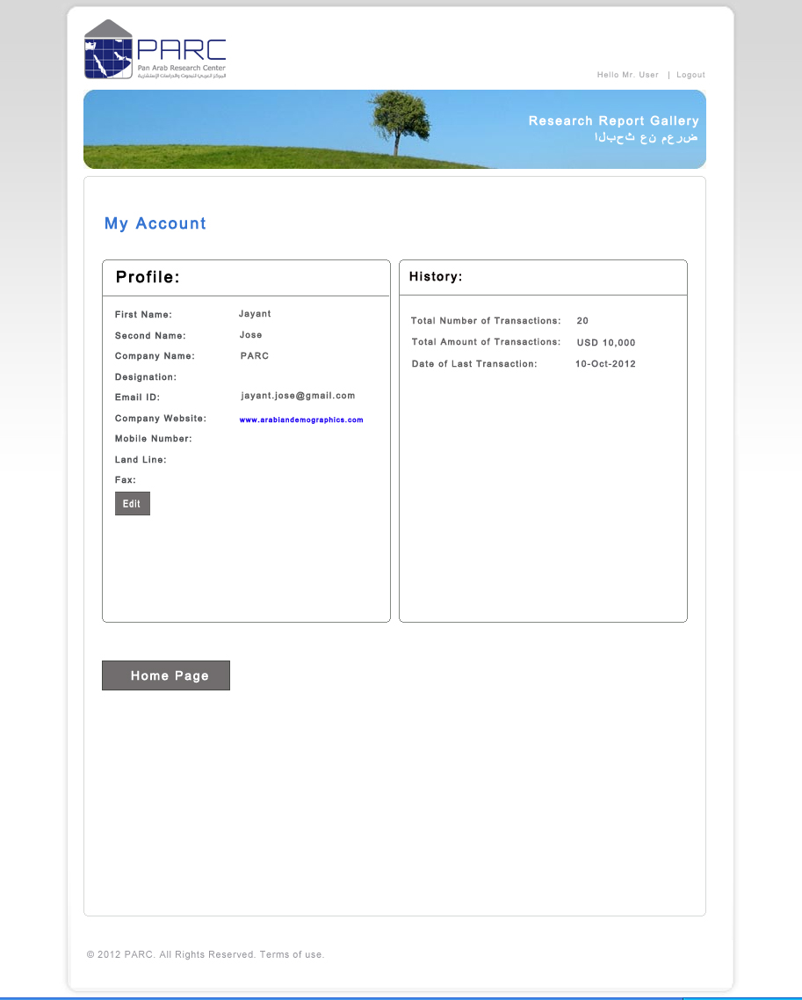 PARC
Pan Arab Research Center
المركز العربي للبحوث والدراسات الإستشارية
Hello Mr. User | Logout
Research Report Gallery
ضرعم نع ثحبلا
My Account
Profile:
First Name: Jayant
Second Name: Jose
Company Name: PARC
Designation:
Email ID: jayant.jose@gmail.com
Company Website: www.arabiandemographics.com
Mobile Number:
Land Line:
Fax:
Edit
History:
Total Number of Transactions: 20
Total Amount of Transactions: USD 10,000
Date of Last Transaction: 10-Oct-2012
Home Page
© 2012 PARC. All Rights Reserved. Terms of use.